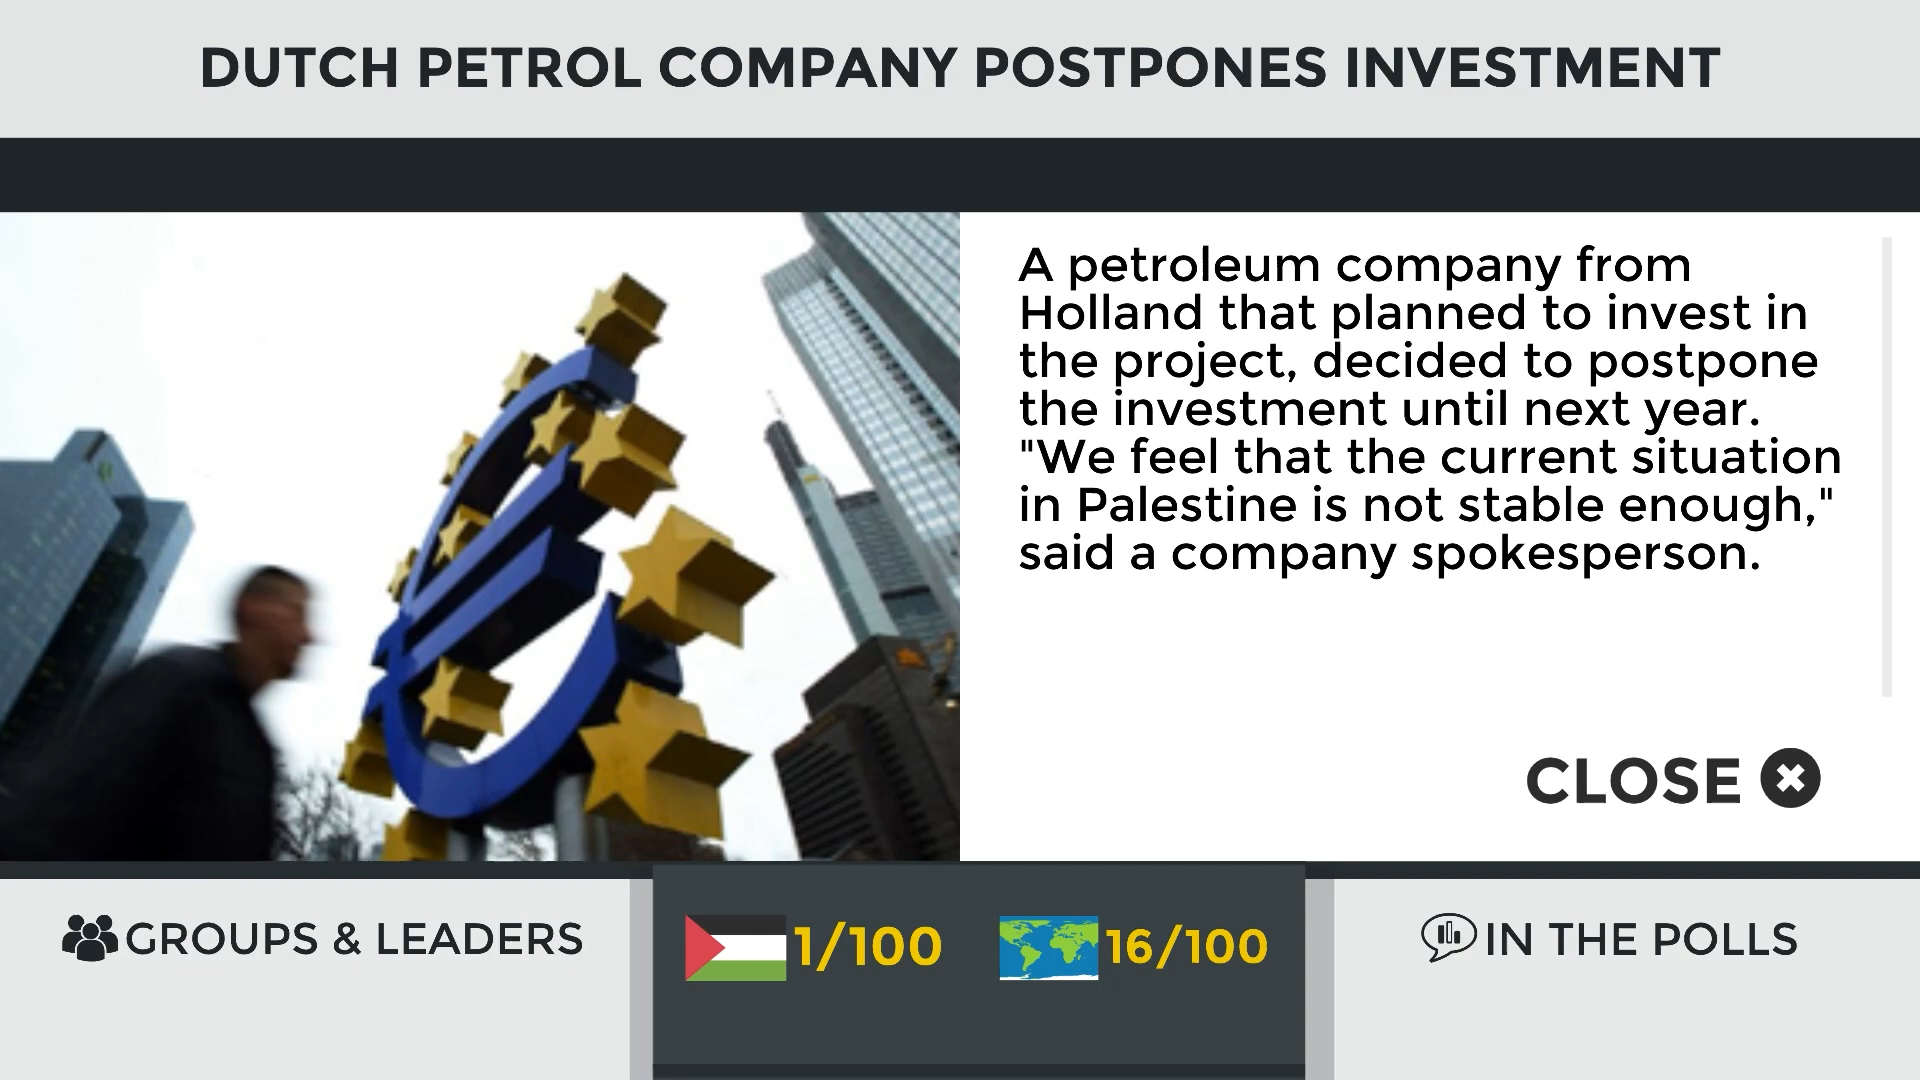 DUTCH PETROL COMPANY POSTPONES INVESTMENT
A petroleum company from
Holland that planned to invest in
the project, decided to postpone
the investment until next year.
"We feel that the current situation
in Palestine is not stable enough,"
said a company spokesperson.
CLOSE
GROUPS & LEADERS
1/100
16/100
IN THE POLLS